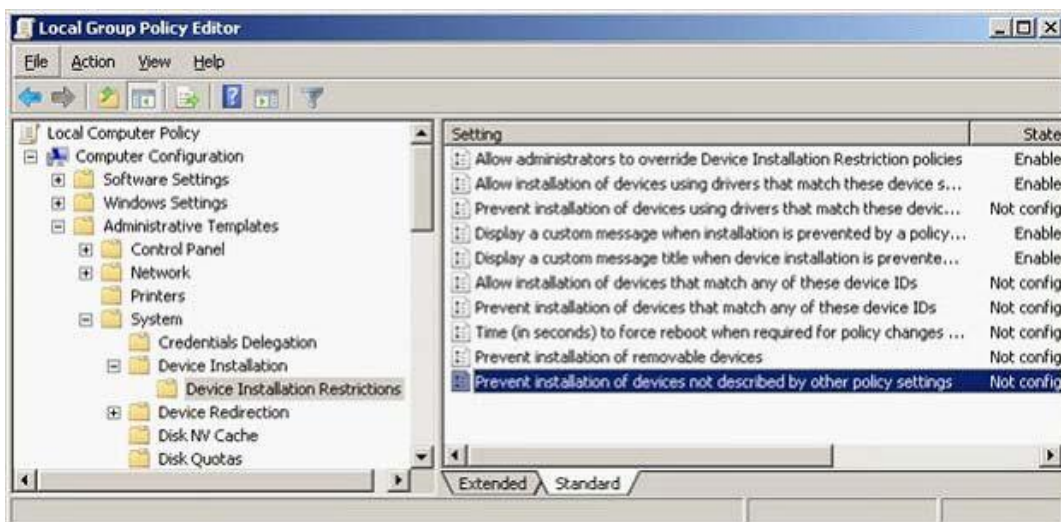 Local Group Policy Editor
File Action View Help
Local Computer Policy
Computer Configuration
Software Settings
Windows Settings
Administrative Templates
Control Panel
Network
Printers
System
Credentials Delegation
Device Installation
Device Installation Restrictions
Device Redirection
Disk NV Cache
Disk Quotas
Setting State
Allow administrators to override Device Installation Restriction policies Enable
Allow installation of devices using drivers that match these device s... Enable
Prevent installation of devices using drivers that match these devic... Not config
Display a custom message when installation is prevented by a policy... Enable
Display a custom message title when device installation is prevente... Enable
Allow installation of devices that match any of these device IDs Not config
Prevent installation of devices that match any of these device IDs Not config
Time (in seconds) to force reboot when required for policy changes ... Not config
Prevent installation of removable devices Not config
Prevent installation of devices not described by other policy settings Not config
Extended Standard